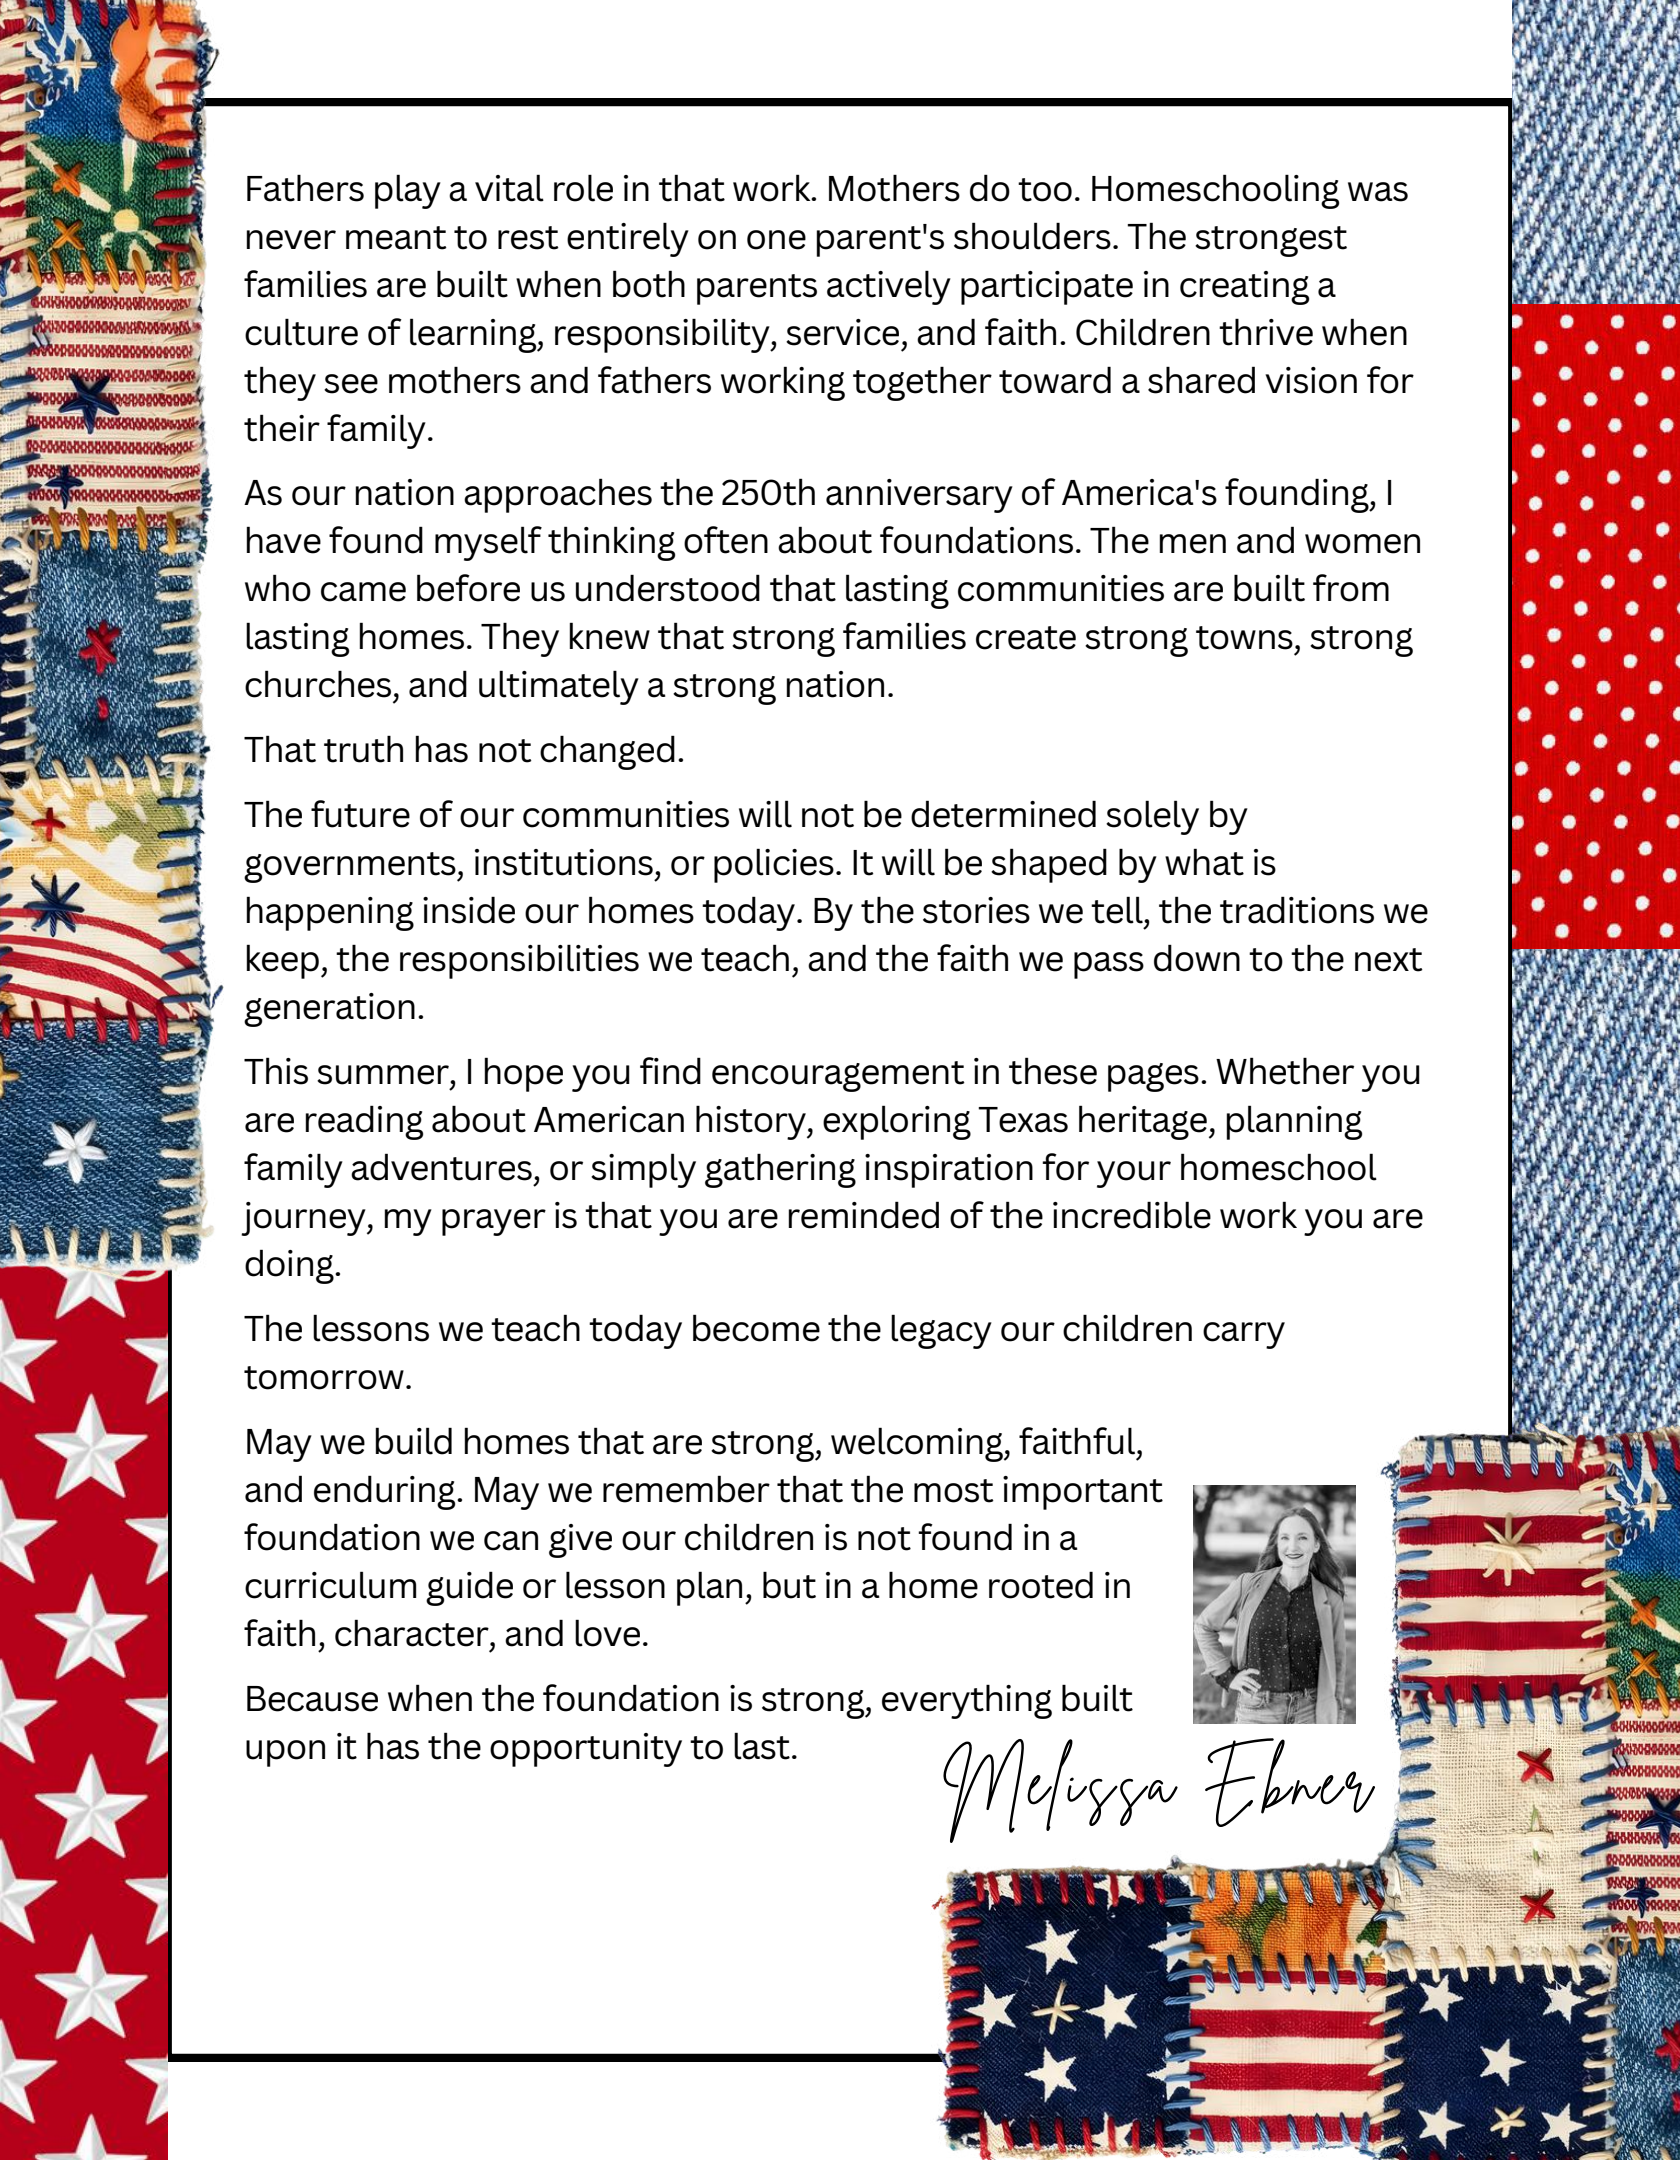 Fathers play a vital role in that work. Mothers do too. Homeschooling was
never meant to rest entirely on one parent's shoulders. The strongest
families are built when both parents actively participate in creating a
culture of learning, responsibility, service, and faith. Children thrive when
they see mothers and fathers working together toward a shared vision for
their family.
As our nation approaches the 250th anniversary of America's founding, I
have found myself thinking often about foundations. The men and women
who came before us understood that lasting communities are built from
lasting homes. They knew that strong families create strong towns, strong
churches, and ultimately a strong nation.
That truth has not changed.
The future of our communities will not be determined solely by
governments, institutions, or policies. It will be shaped by what is
happening inside our homes today. By the stories we tell, the traditions we
keep, the responsibilities we teach, and the faith we pass down to the next
generation.
This summer, I hope you find encouragement in these pages. Whether you
are reading about American history, exploring Texas heritage, planning
family adventures, or simply gathering inspiration for your homeschool
journey, my prayer is that you are reminded of the incredible work you are
doing.
The lessons we teach today become the legacy our children carry
tomorrow.
May we build homes that are strong, welcoming, faithful,
and enduring. May we remember that the most important
foundation we can give our children is not found in a
curriculum guide or lesson plan, but in a home rooted in
faith, character, and love.
Because when the foundation is strong, everything built
upon it has the opportunity to last.
Melissa Ebner